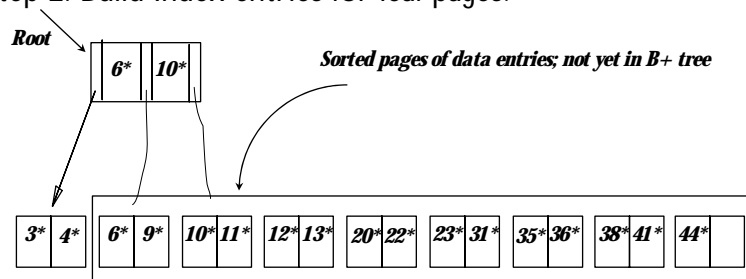 Step 2: Build Index entries for leaf pages.
Root
6* 10*
Sorted pages of data entries; not yet in B+ tree
3* 4* 6* 9* 10* 11* 12* 13* 20* 22* 23* 31* 35* 36* 38* 41* 44*